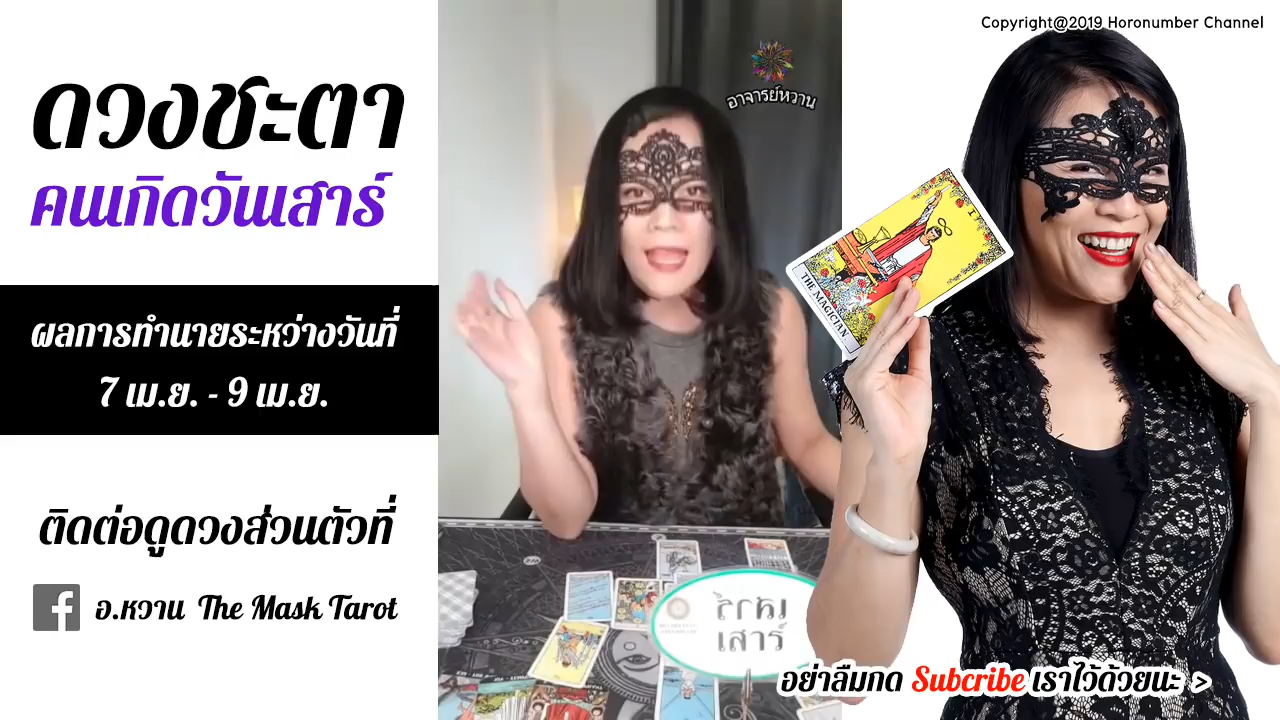 Copyright@2019 Horonumber Channel
ดวงชะตา
คนเกิดวันเสาร์
ผลการทำนายระหว่างวันที่
7 เม.ย. - 9 เม.ย.
ติดต่อดูดวงส่วนตัวที่
f อ.หวาน The Mask Tarot
อาจารย์หวาน
I
THE MAGICIAN
เสาร์
อย่าลืมกด Subcribe เราไว้ด้วยนะ >